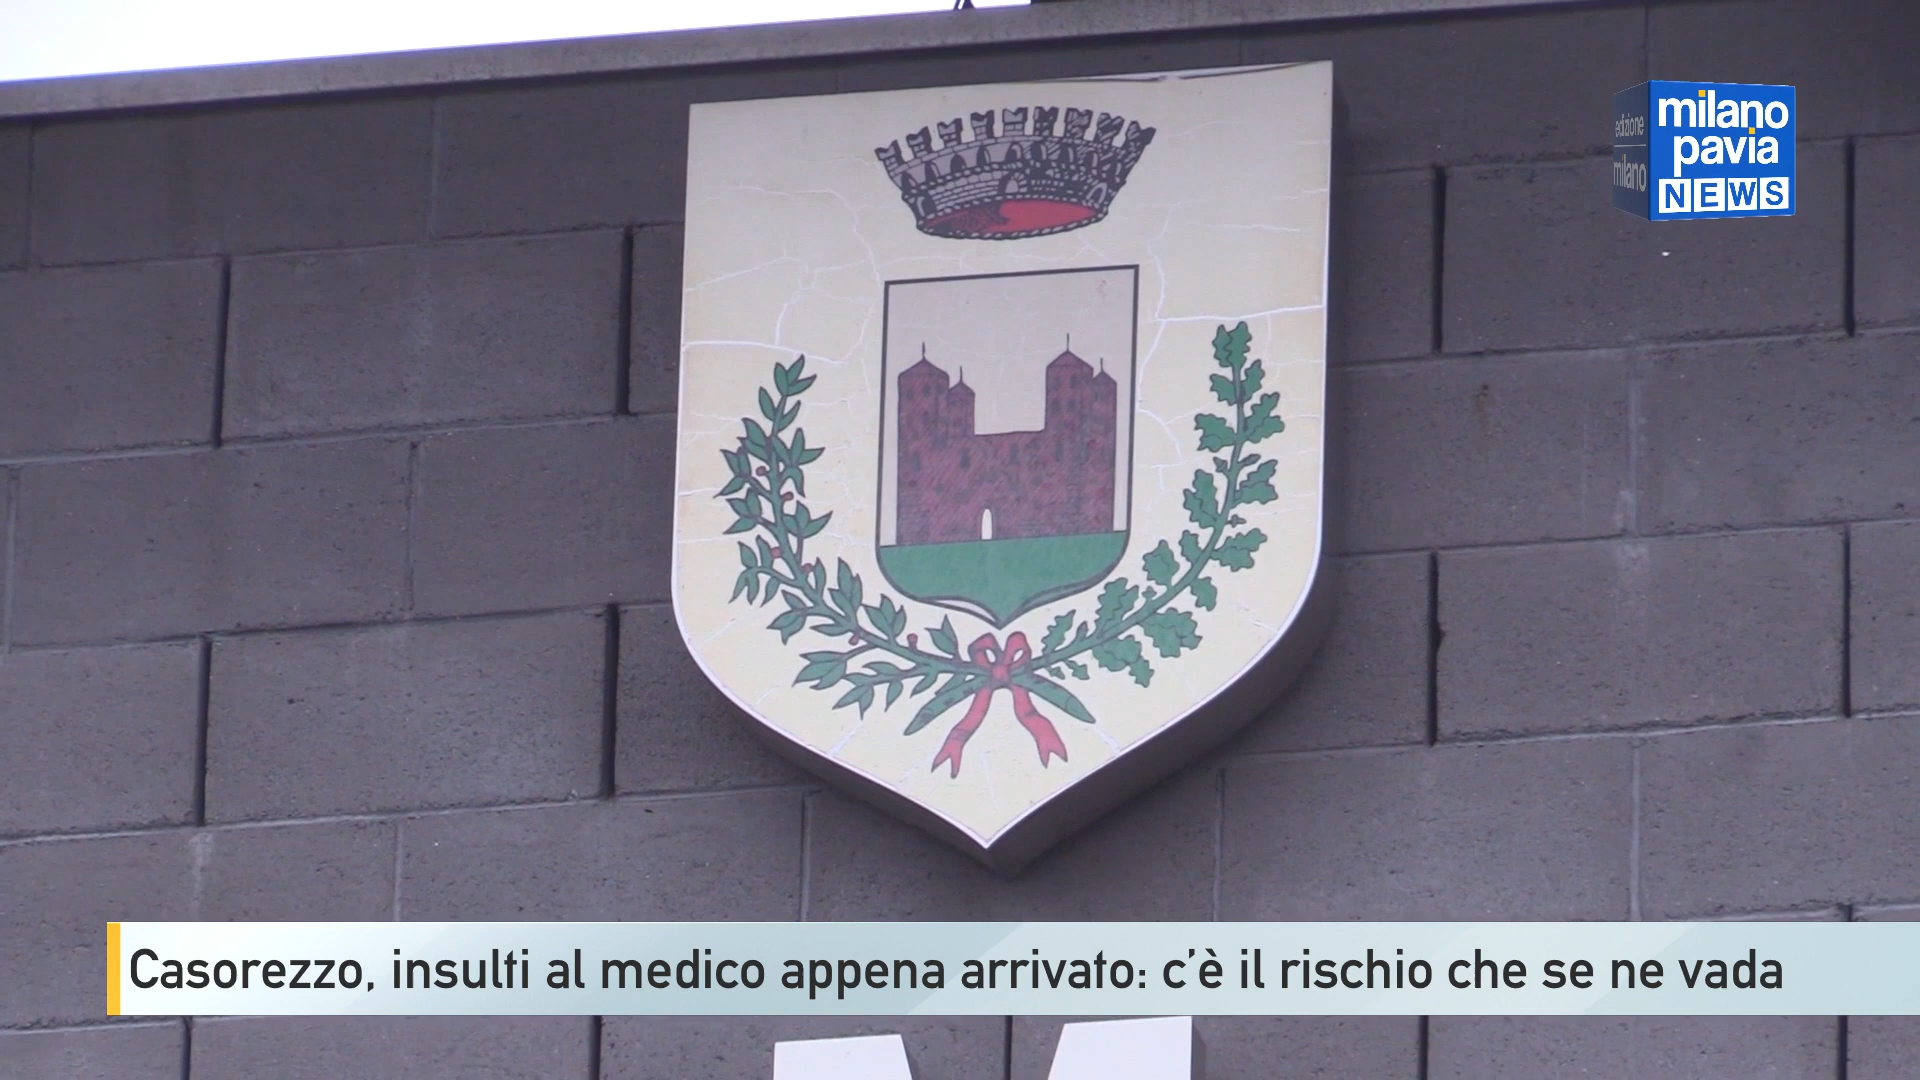 edizione
milano
milano
pavia
NEWS
Casorezzo, insulti al medico appena arrivato: c'è il rischio che se ne vada